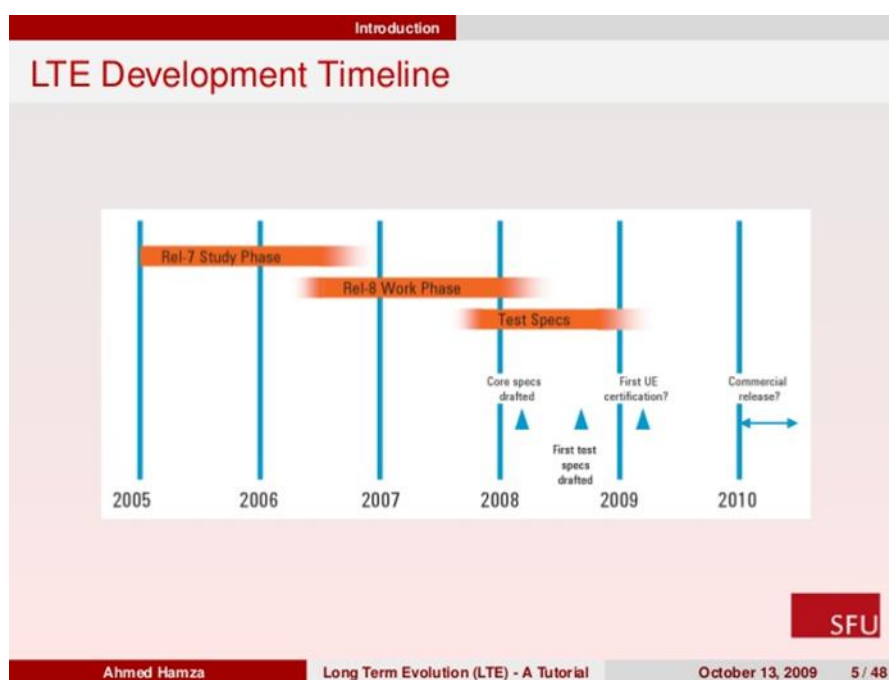 Introduction
LTE Development Timeline
Rel-7 Study Phase
Rel-8 Work Phase
Test Specs
Core specs
drafted
First UE
certification?
Commercial
release?
First test
specs
drafted
2005 2006 2007 2008 2009 2010
SFU
Ahmed Hamza Long Term Evolution (LTE) - A Tutorial October 13, 2009 5 / 48